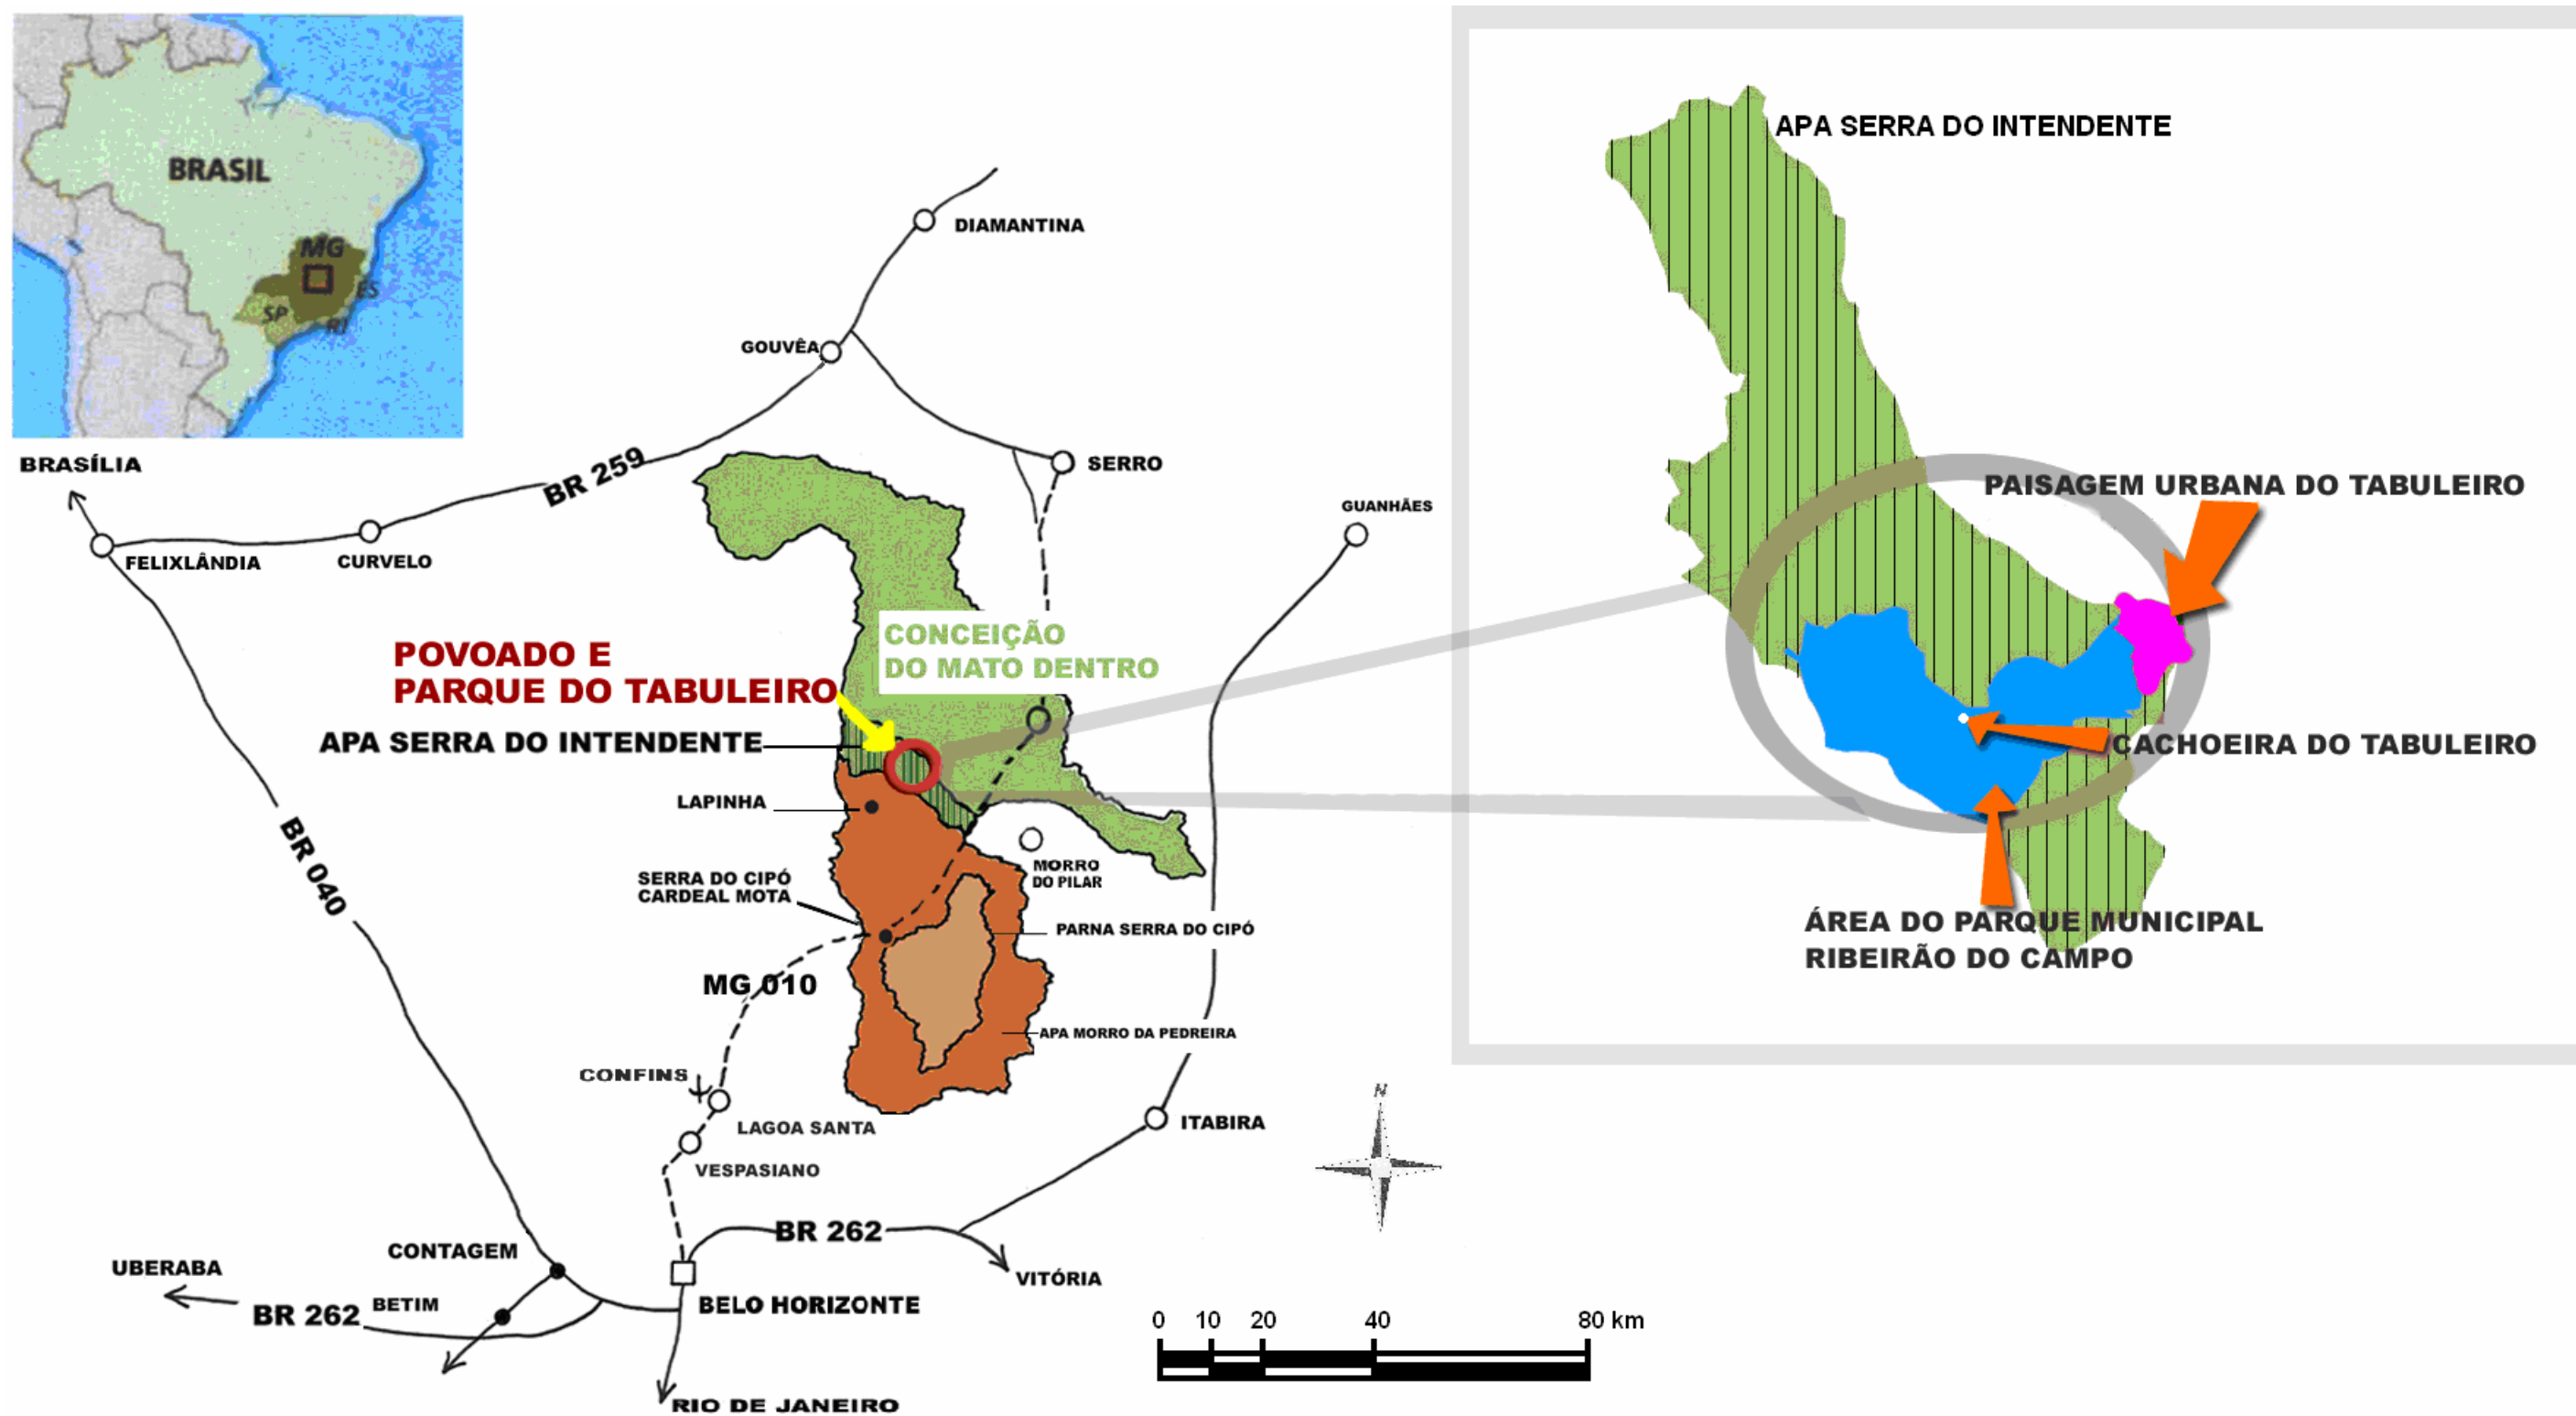 BRASIL
MG
ES
SP
RJ
BRASÍLIA
DIAMANTINA
GOUVÊA
BR 259
SERRO
GUANHÃES
FELIXLÂNDIA
CURVELO
CONCEIÇÃO
DO MATO DENTRO
POVOADO E
PARQUE DO TABULEIRO
APA SERRA DO INTENDENTE
LAPINHA
BR 040
MORRO
DO PILAR
SERRA DO CIPÓ
CARDEAL MOTA
PARNA SERRA DO CIPÓ
MG 010
APA MORRO DA PEDREIRA
CONFINS
LAGOA SANTA
ITABIRA
VESPASIANO
BR 262
CONTAGEM
UBERABA
VITÓRIA
BR 262
BETIM
BELO HORIZONTE
RIO DE JANEIRO
N
0 10 20 40 80 km
APA SERRA DO INTENDENTE
PAISAGEM URBANA DO TABULEIRO
CACHOEIRA DO TABULEIRO
ÁREA DO PARQUE MUNICIPAL
RIBEIRÃO DO CAMPO